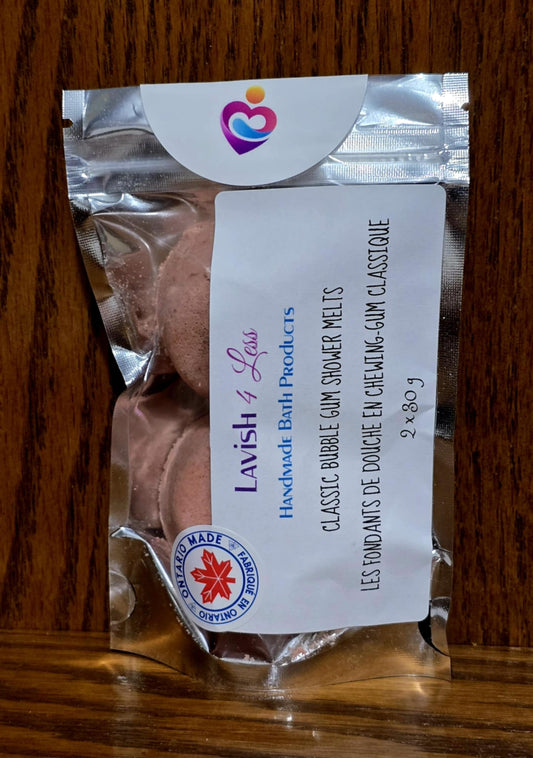 Lavish 4 Less
Handmade Bath Products
CLASSIC BUBBLE GUM SHOWER MELTS
LES FONDANTS DE DOUCHE EN CHEWING-GUM CLASSIQUE
2 x 30 g
ONTARIO MADE
FABRIQUÉ EN ONTARIO